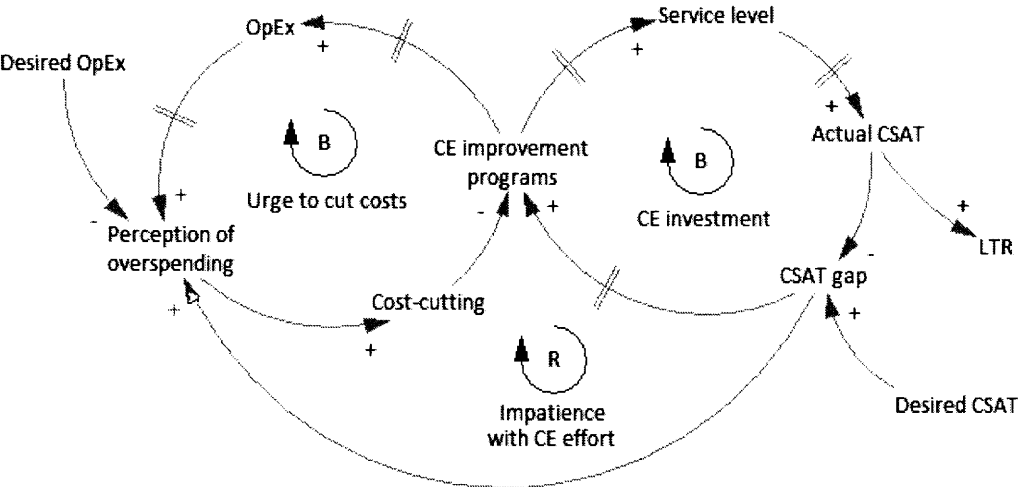 Service level
OpEx
+
+
Desired OpEx
+
Actual CSAT
B
CE improvement
programs
B
Urge to cut costs
CE investment
+
-
-
+
+
Perception of
overspending
LTR
-
CSAT gap
Cost-cutting
+
+
+
R
Impatience
with CE effort
Desired CSAT